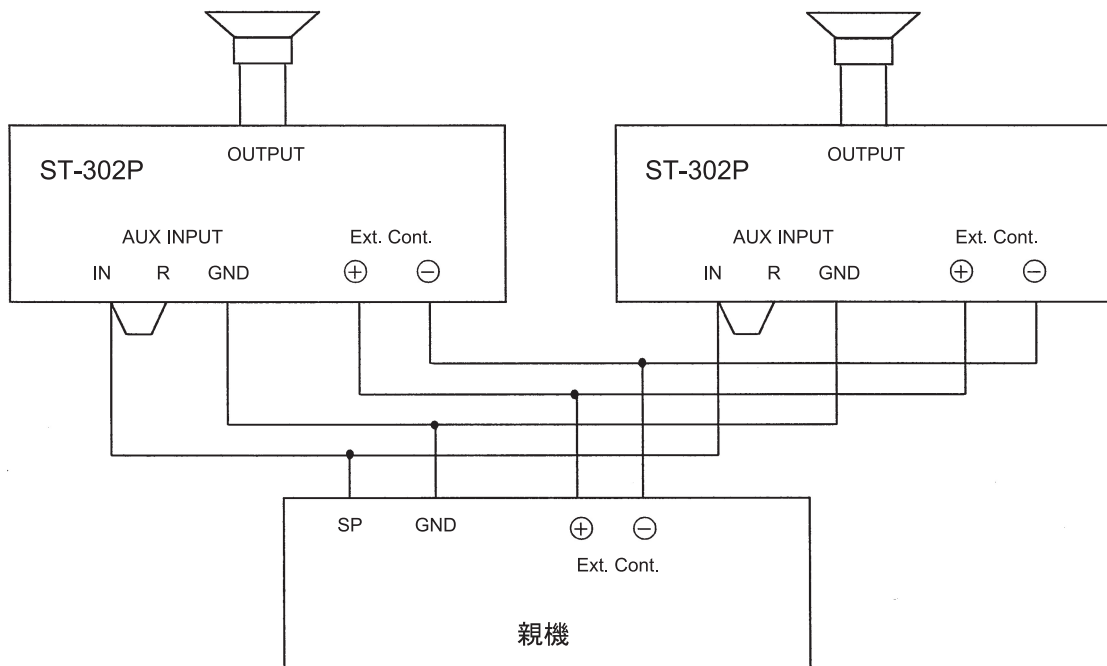 OUTPUT
ST-302P
AUX INPUT
Ext. Cont.
IN R GND ⊕ ⊖
OUTPUT
ST-302P
AUX INPUT
Ext. Cont.
IN R GND ⊕ ⊖
SP GND ⊕ ⊖
Ext. Cont.
親機